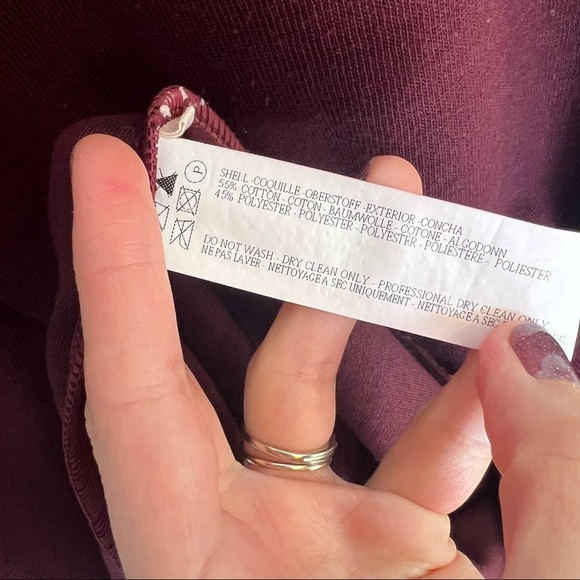 P
SHELL -COQUILLE -OBERSTOFF -EXTERIOR -CONCHA
55% COTTON - COTON - BAUMWOLLE - COTONE - ALGODONN
45% POLYESTER - POLYESTER - POLYESTER - POLIESTERE - POLIESTER
DO NOT WASH - DRY CLEAN ONLY - PROFESSIONAL DRY CLEAN ONLY
NE PAS LAVER - NETTOYAGE A SEC UNIQUEMENT - NETTOYAGE A SEC